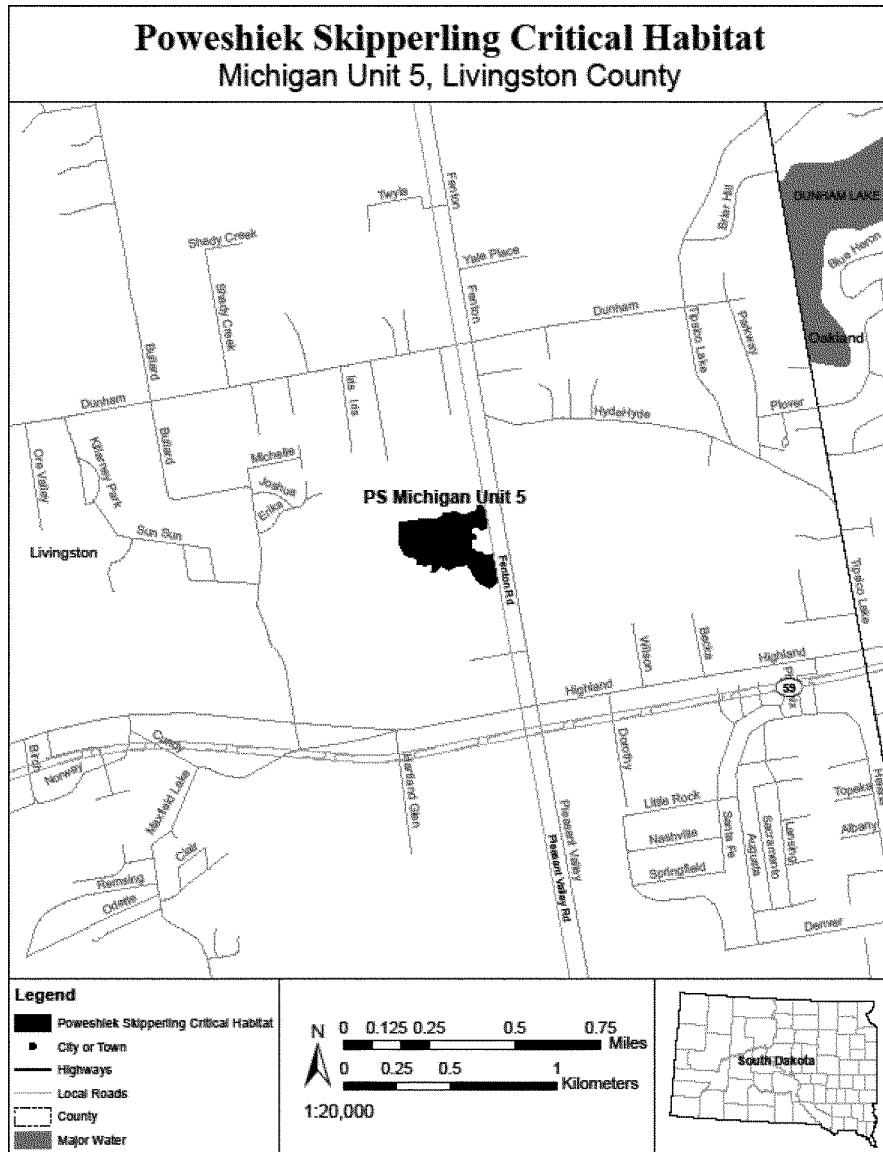 Poweshiek Skipperling Critical Habitat
Michigan Unit 5, Livingston County
Fenton
Twyla
Briar Hill
DUNHAM LAKE
Shady Creek
Yale Place
Blue Heron
Shady Creek
Fenton
Dunham
Tipsico Lake
Parkway
Oakland
Bullard
Dunham
Iris Iris
HydeHyde
Plover
Bullard
Ore Valley
Killarney Park
Michelle
Joshua
Erika
PS Michigan Unit 5
Sun Sun
Livingston
Fenton Rd
Tipsico Lake
Wilson
Becks
Highland
Highland
59
Birch
Norway
Hartland Glen
Dorothy
Maxfield Lake
Pleasant Valley
Little Rock
Topeka
Nashville
Santa Fe
Augusta
Sacramento
Lansing
Albany
Clair
Springfield
Remsing
Odette
Pleasant Valley Rd
Denver
Legend
Poweshiek Skipperling Critical Habitat
City or Town
Highways
Local Roads
County
Major Water
N
0 0.125 0.25 0.5 0.75
Miles
0 0.25 0.5 1
Kilometers
1:20,000
South Dakota